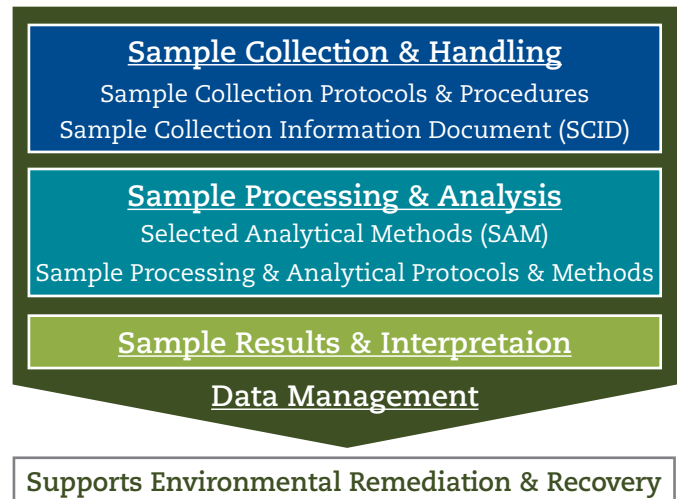 Sample Collection & Handling
Sample Collection Protocols & Procedures
Sample Collection Information Document (SCID)
Sample Processing & Analysis
Selected Analytical Methods (SAM)
Sample Processing & Analytical Protocols & Methods
Sample Results & Interpretaion
Data Management
Supports Environmental Remediation & Recovery